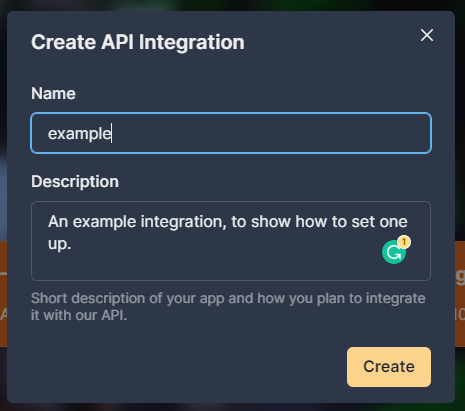 Create API Integration
Name
example
Description
An example integration, to show how to set one
up.
1
Short description of your app and how you plan to integrate
it with our API.
Create